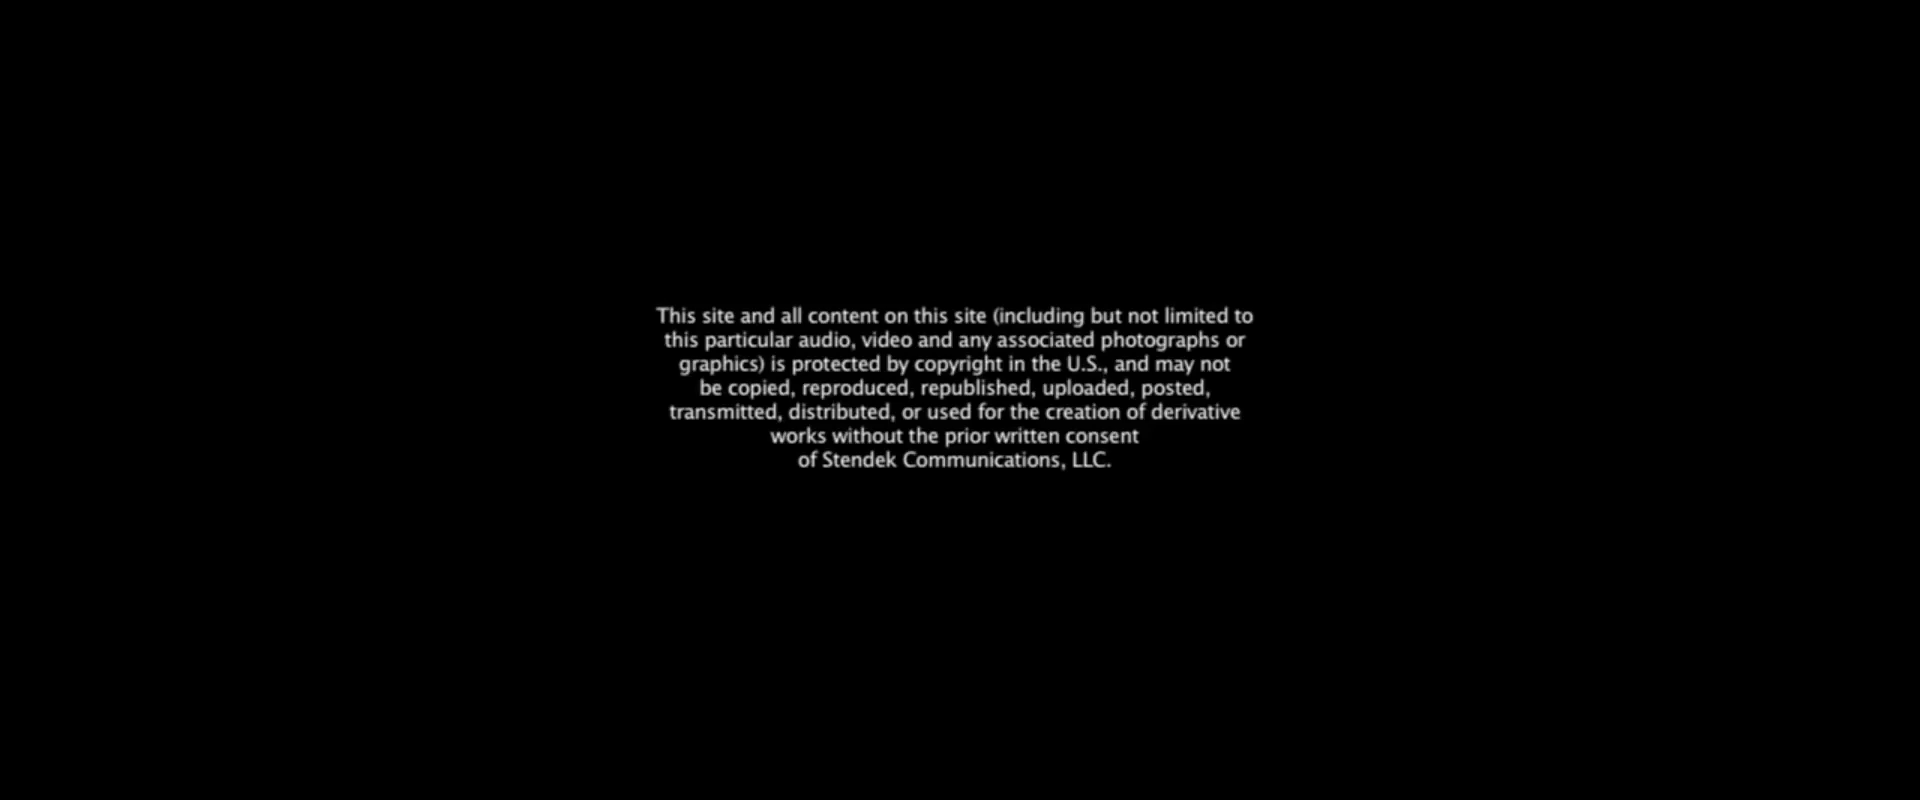 This site and all content on this site (including but not limited to
this particular audio, video and any associated photographs or
graphics) is protected by copyright in the U.S., and may not
be copied, reproduced, republished, uploaded, posted,
transmitted, distributed, or used for the creation of derivative
works without the prior written consent
of Stendek Communications, LLC.